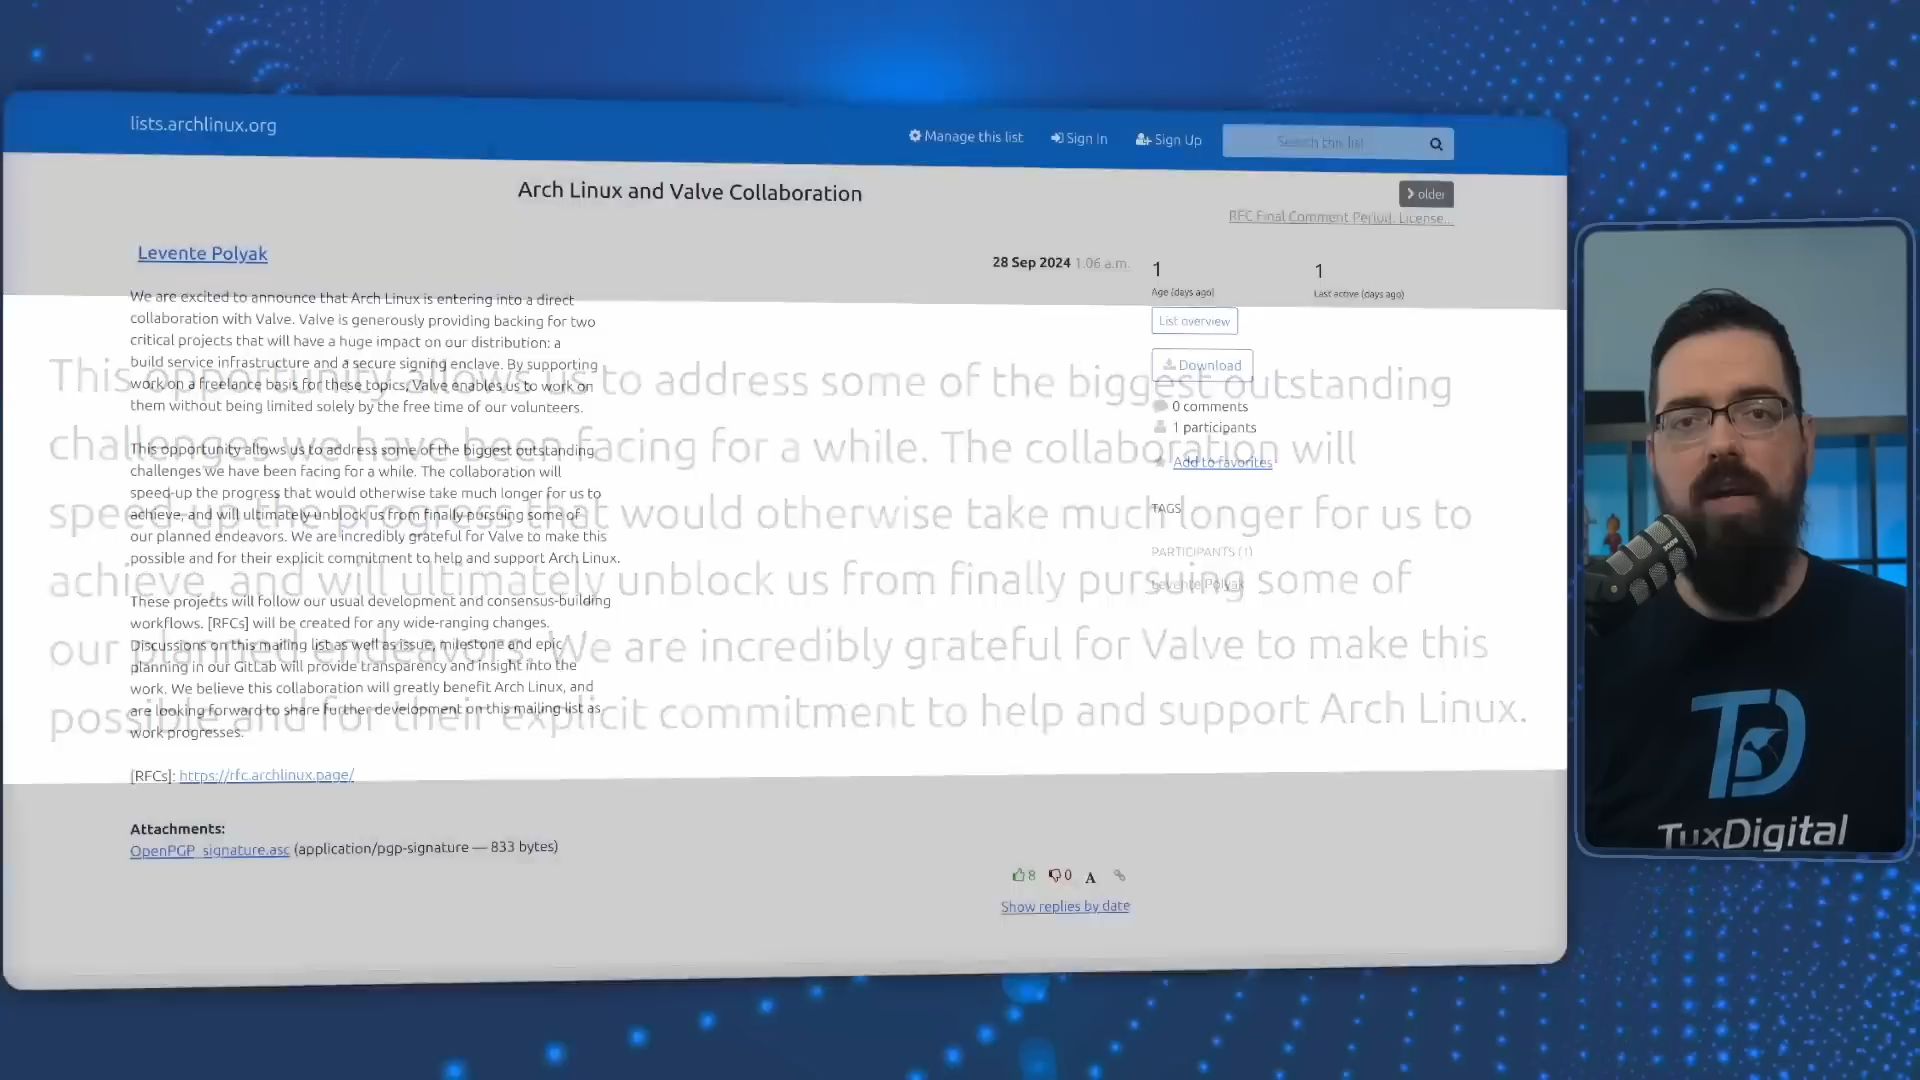 lists.archlinux.org
Manage this list
Sign In
Sign Up
Search this list
Arch Linux and Valve Collaboration
older
RFC Final Comment Period. License...
Levente Polyak
28 Sep 2024 1:06 a.m.
We are excited to announce that Arch Linux is entering into a direct
collaboration with Valve. Valve is generously providing backing for two
critical projects that will have a huge impact on our distribution: a
build service infrastructure and a secure signing enclave. By supporting
work on a freelance basis for these topics, Valve enables us to work on
them without being limited solely by the free time of our volunteers.
This opportunity allows us to address some of the biggest outstanding
challenges we have been facing for a while. The collaboration will
speed-up the progress that would otherwise take much longer for us to
achieve, and will ultimately unblock us from finally pursuing some of
our planned endeavors. We are incredibly grateful for Valve to make this
possible and for their explicit commitment to help and support Arch Linux.
These projects will follow our usual development and consensus-building
workflows. [RFCs] will be created for any wide-ranging changes.
Discussions on this mailing list as well as issue, milestone and epic
planning in our GitLab will provide transparency and insight into the
work. We believe this collaboration will greatly benefit Arch Linux, and
are looking forward to share further development on this mailing list as
work progresses.
[RFCs]: https://rfc.archlinux.page/
Attachments:
OpenPGP_signature.asc (application/pgp-signature — 833 bytes)
8
0
A
Show replies by date
1
Age (days ago)
1
Last active (days ago)
List overview
Download
0 comments
1 participants
Add to favorites
TAGS
PARTICIPANTS (1)
Levente Polyak
This opportunity allows us to address some of the biggest outstanding
challenges we have been facing for a while. The collaboration will
speed-up the progress that would otherwise take much longer for us to
achieve, and will ultimately unblock us from finally pursuing some of
our planned endeavors. We are incredibly grateful for Valve to make this
possible and for their explicit commitment to help and support Arch Linux.
TD
TuxDigital